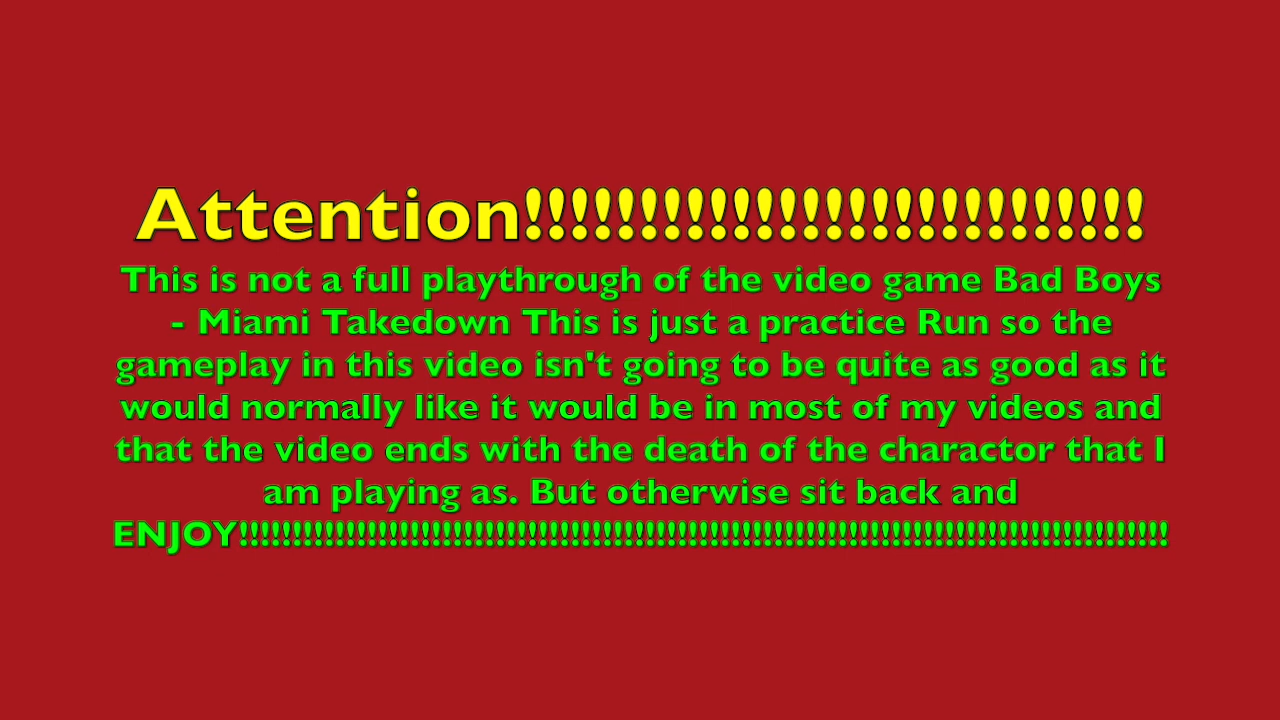 Attention!!!!!!!!!!!!!!!!!!!!!!!!!!!
This is not a full playthrough of the video game Bad Boys
- Miami Takedown This is just a practice Run so the
gameplay in this video isn't going to be quite as good as it
would normally like it would be in most of my videos and
that the video ends with the death of the charactor that I
am playing as. But otherwise sit back and
ENJOY!!!!!!!!!!!!!!!!!!!!!!!!!!!!!!!!!!!!!!!!!!!!!!!!!!!!!!!!!!!!!!!!!!!!!!!!!!!!!!!!!!!!!!!